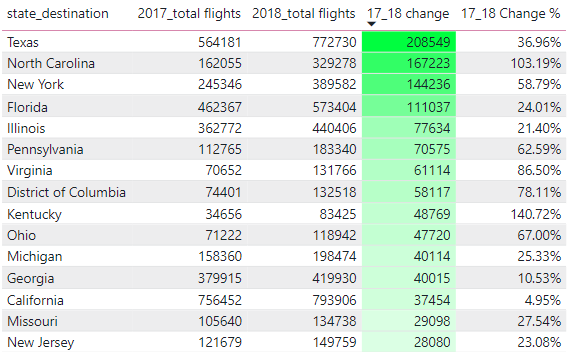 state_destination 2017_total flights 2018_total flights 17_18 change 17_18 Change %
Texas 564181 772730 208549 36.96%
North Carolina 162055 329278 167223 103.19%
New York 245346 389582 144236 58.79%
Florida 462367 573404 111037 24.01%
Illinois 362772 440406 77634 21.40%
Pennsylvania 112765 183340 70575 62.59%
Virginia 70652 131766 61114 86.50%
District of Columbia 74401 132518 58117 78.11%
Kentucky 34656 83425 48769 140.72%
Ohio 71222 118942 47720 67.00%
Michigan 158360 198474 40114 25.33%
Georgia 379915 419930 40015 10.53%
California 756452 793906 37454 4.95%
Missouri 105640 134738 29098 27.54%
New Jersey 121679 149759 28080 23.08%